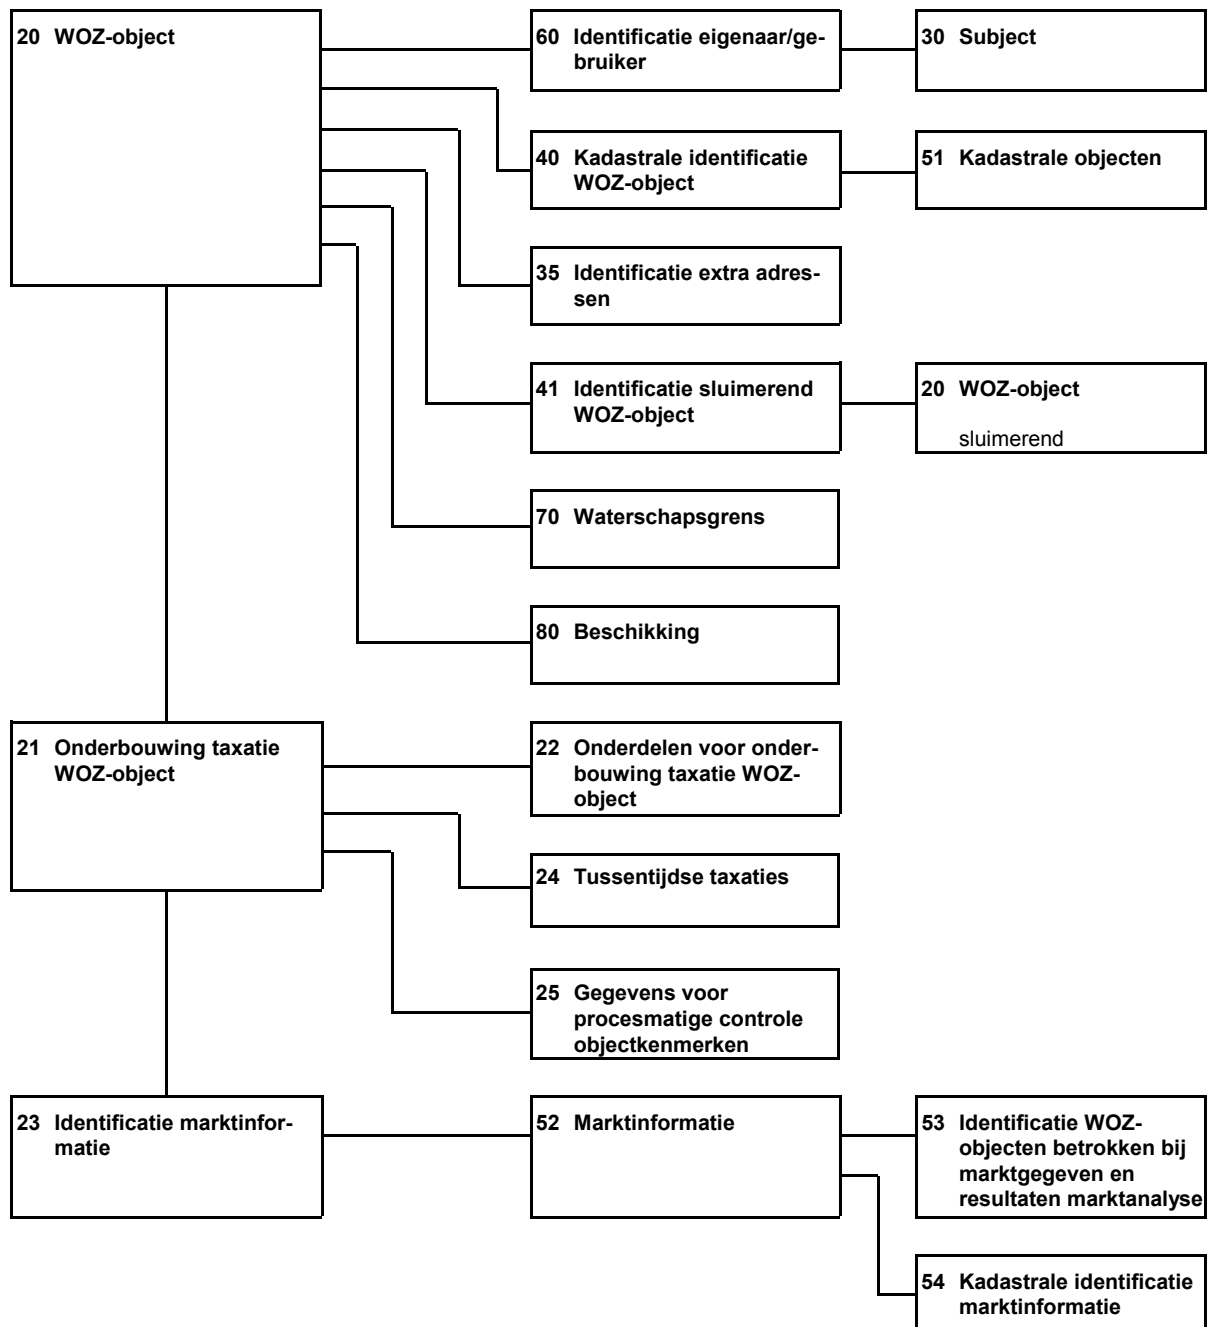 20 WOZ-object
60 Identificatie eigenaar/ge-
bruiker
30 Subject
40 Kadastrale identificatie
WOZ-object
51 Kadastrale objecten
35 Identificatie extra adres-
sen
41 Identificatie sluimerend
WOZ-object
20 WOZ-object
sluimerend
70 Waterschapsgrens
80 Beschikking
21 Onderbouwing taxatie
WOZ-object
22 Onderdelen voor onder-
bouwing taxatie WOZ-
object
24 Tussentijdse taxaties
25 Gegevens voor
procesmatige controle
objectkenmerken
23 Identificatie marktinfor-
matie
52 Marktinformatie
53 Identificatie WOZ-
objecten betrokken bij
marktgegeven en
resultaten marktanalyse
54 Kadastrale identificatie
marktinformatie